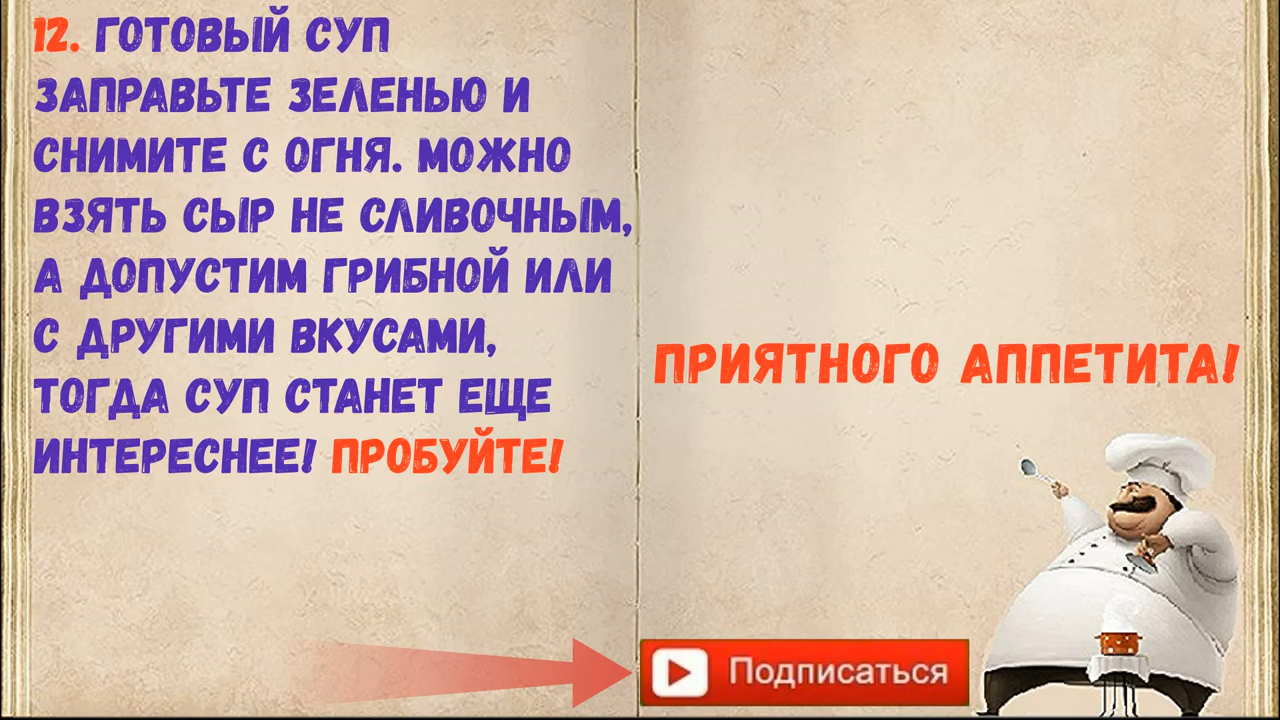 12. ГОТОВЫЙ СУП
ЗАПРАВЬТЕ ЗЕЛЕНЬЮ И
СНИМИТЕ С ОГНЯ. МОЖНО
ВЗЯТЬ СЫР НЕ СЛИВОЧНЫМ,
А ДОПУСТИМ ГРИБНОЙ ИЛИ
С ДРУГИМИ ВКУСАМИ,
ТОГДА СУП СТАНЕТ ЕЩЕ
ИНТЕРЕСНЕЕ! ПРОБУЙТЕ!
ПРИЯТНОГО АППЕТИТА!
Подписаться